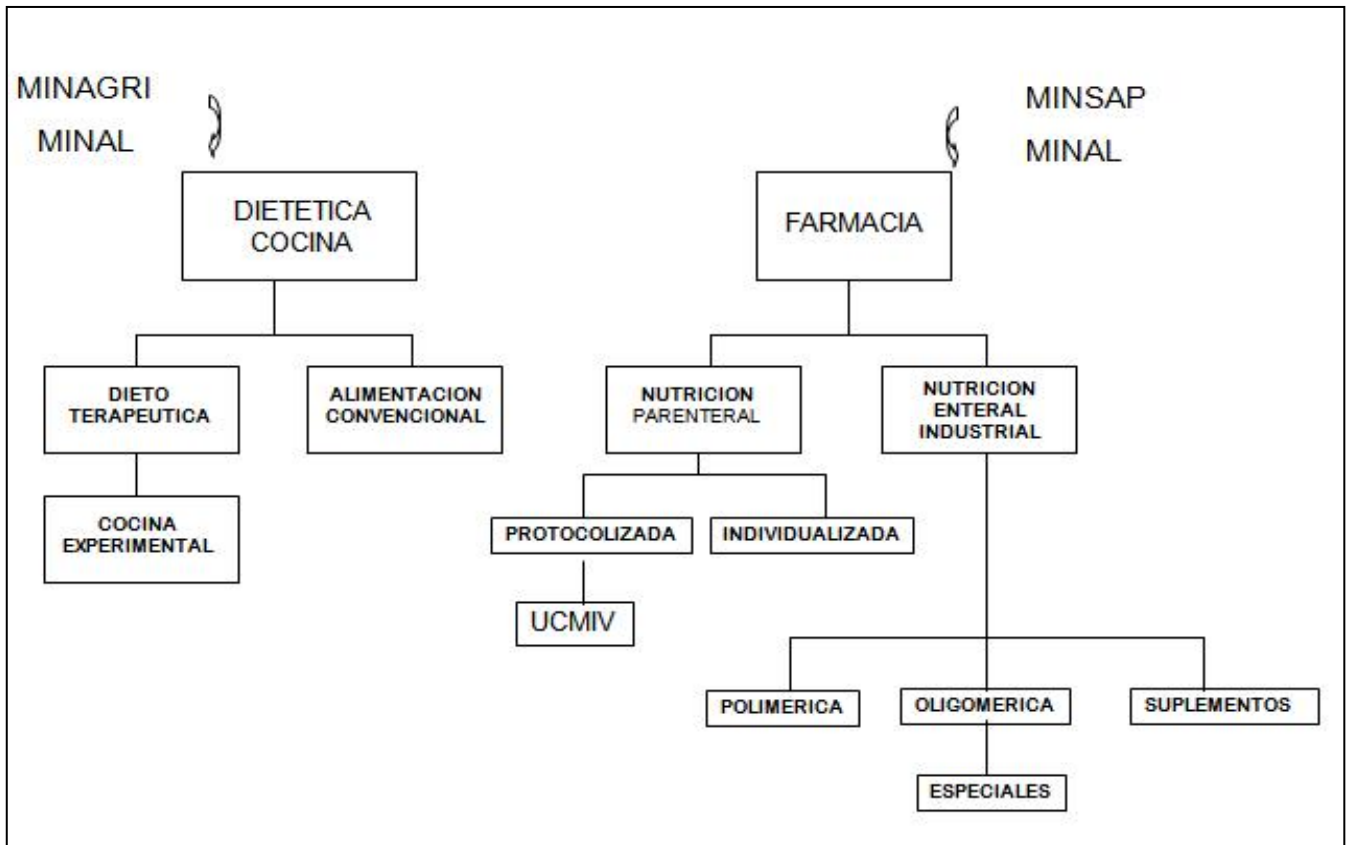 MINAGRI
MINAL
MINSAP
MINAL
DIETETICA
COCINA
FARMACIA
DIETO
TERAPEUTICA
ALIMENTACION
CONVENCIONAL
NUTRICION
PARENTERAL
NUTRICION
ENTERAL
INDUSTRIAL
COCINA
EXPERIMENTAL
PROTOCOLIZADA
INDIVIDUALIZADA
UCMIV
POLIMERICA
OLIGOMERICA
SUPLEMENTOS
ESPECIALES